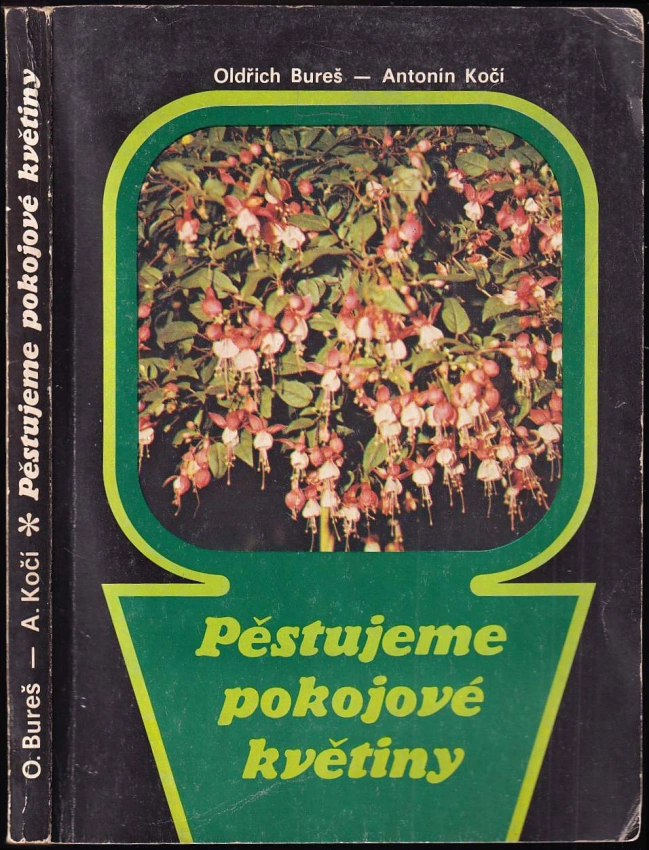 Oldřich Bureš — Antonín Kočí
Pěstujeme
pokojové
květiny
O. Bureš — A. Kočí * Pěstujeme pokojové květiny